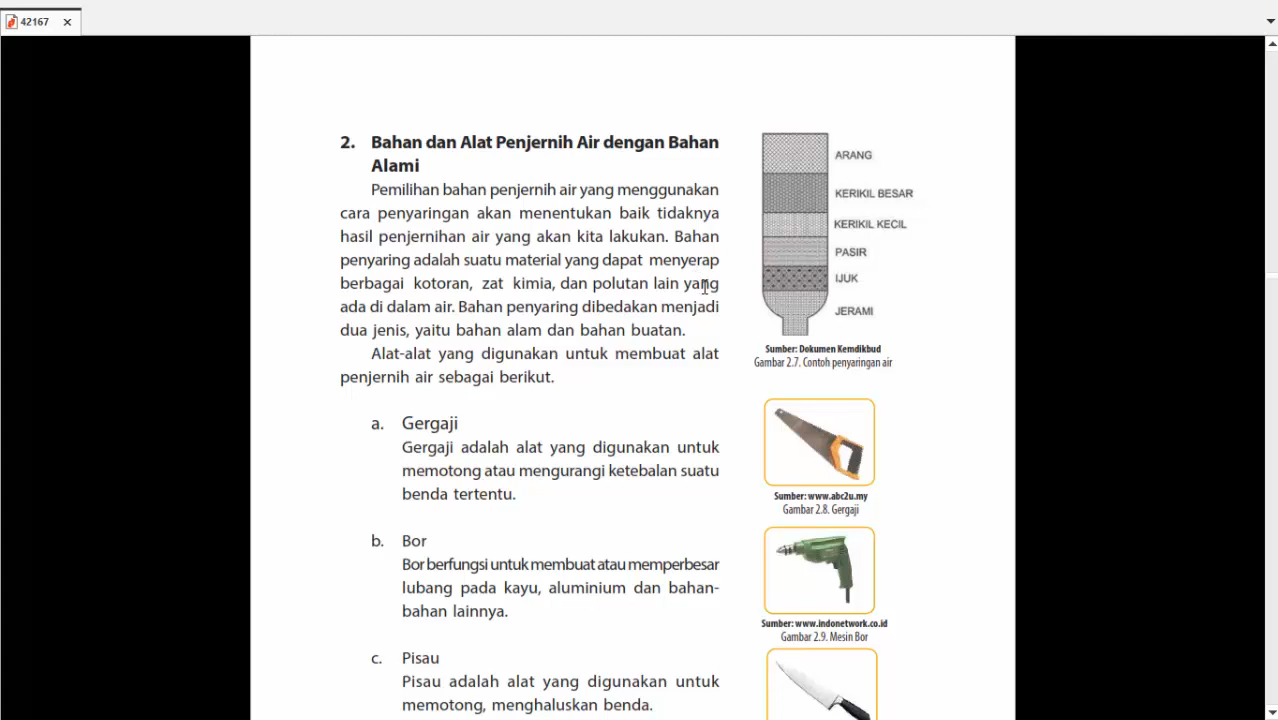 42167
2. Bahan dan Alat Penjernih Air dengan Bahan
Alami
Pemilihan bahan penjernih air yang menggunakan
cara penyaringan akan menentukan baik tidaknya
hasil penjernihan air yang akan kita lakukan. Bahan
penyaring adalah suatu material yang dapat menyerap
berbagai kotoran, zat kimia, dan polutan lain yang
ada di dalam air. Bahan penyaring dibedakan menjadi
dua jenis, yaitu bahan alam dan bahan buatan.
Alat-alat yang digunakan untuk membuat alat
penjernih air sebagai berikut.
a. Gergaji
Gergaji adalah alat yang digunakan untuk
memotong atau mengurangi ketebalan suatu
benda tertentu.
b. Bor
Bor berfungsi untuk membuat atau memperbesar
lubang pada kayu, aluminium dan bahan-
bahan lainnya.
c. Pisau
Pisau adalah alat yang digunakan untuk
memotong, menghaluskan benda.
ARANG
KERIKIL BESAR
KERIKIL KECIL
PASIR
IJUK
JERAMI
Sumber: Dokumen Kemdikbud
Gambar 2.7. Contoh penyaringan air
Sumber: www.abc2u.my
Gambar 2.8. Gergaji
Sumber: www.indonetwork.co.id
Gambar 2.9. Mesin Bor